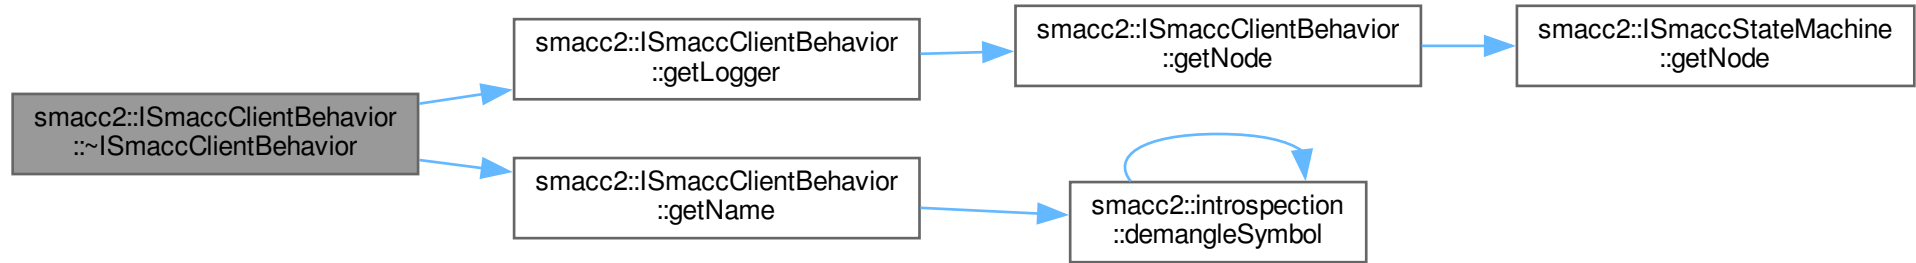 smacc2::ISmaccClientBehavior
::~ISmaccClientBehavior
smacc2::ISmaccClientBehavior
::getLogger
smacc2::ISmaccClientBehavior
::getNode
smacc2::ISmaccStateMachine
::getNode
smacc2::ISmaccClientBehavior
::getName
smacc2::introspection
::demangleSymbol